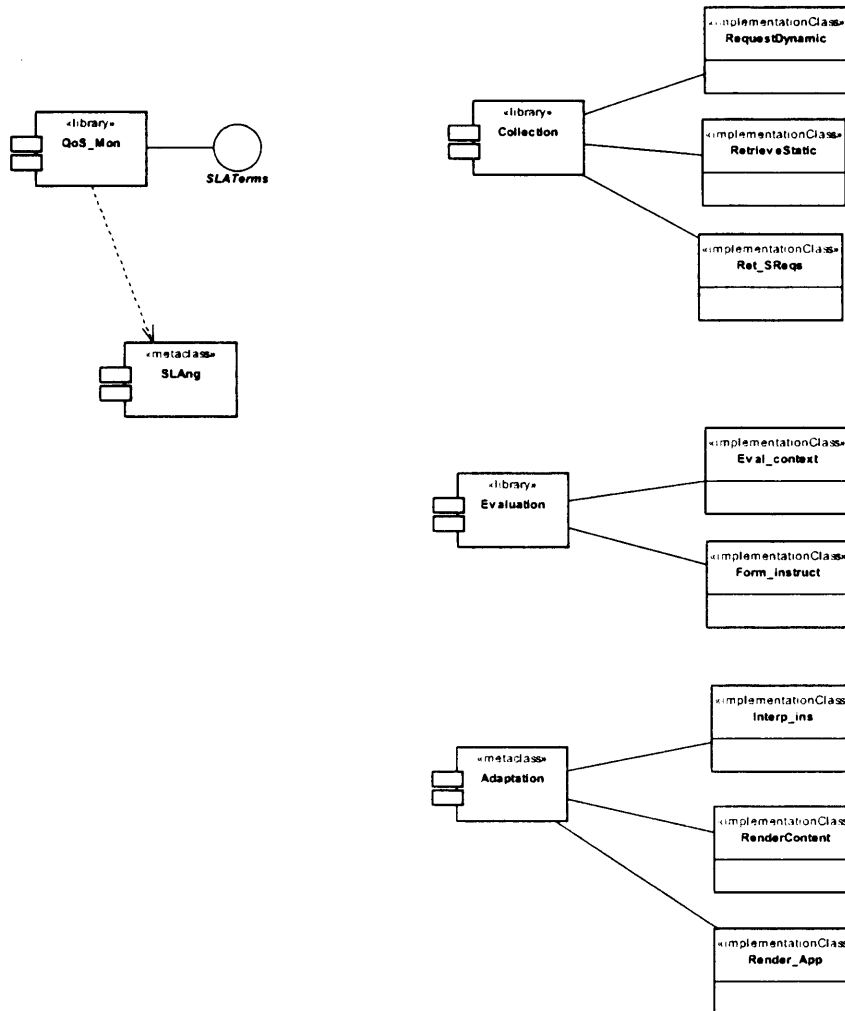 «implementationClass»
RequestDynamic
«library»
QoS_Mon
SLATerms
«library»
Collection
«implementationClass»
RetrieveStatic
«implementationClass»
Ret_SReqs
«metaclass»
SLAng
«library»
Evaluation
«implementationClass»
Eval_context
«implementationClass»
Form_instruct
«metaclass»
Adaptation
«implementationClass
Interp_ins
«implementationClass
RenderContent
«implementationClass
Render_App